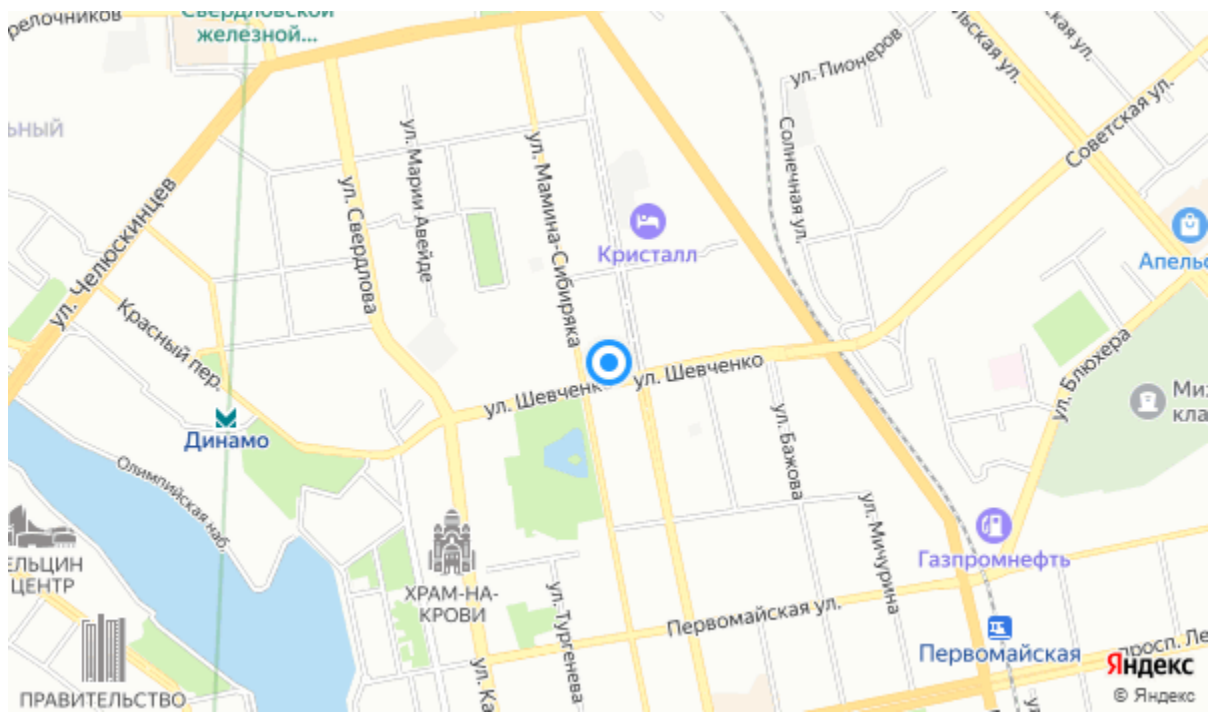 релочников
Свердловской
железной...
ьный
ул. Челюскинцев
ул. Свердлова
ул. Марии Авейде
ул. Мамина-Сибиряка
Кристалл
ул. Пионеров
Солнечная ул.
льская ул.
кая ул.
Советская ул.
Апельс
Красный пер.
Динамо
ул. Шевченко
ул. Шевченко
ул. Блюхера
Мих
кла
Олимпийская наб.
ул. Бажова
ул. Мичурина
ЕЛЬЦИН
ЦЕНТР
ХРАМ-НА-
КРОВИ
Газпромнефть
ул. Тургенева
Первомайская ул.
Первомайская
просп. Ле
ул. Ка
ПРАВИТЕЛЬСТВО
Яндекс
© Яндекс